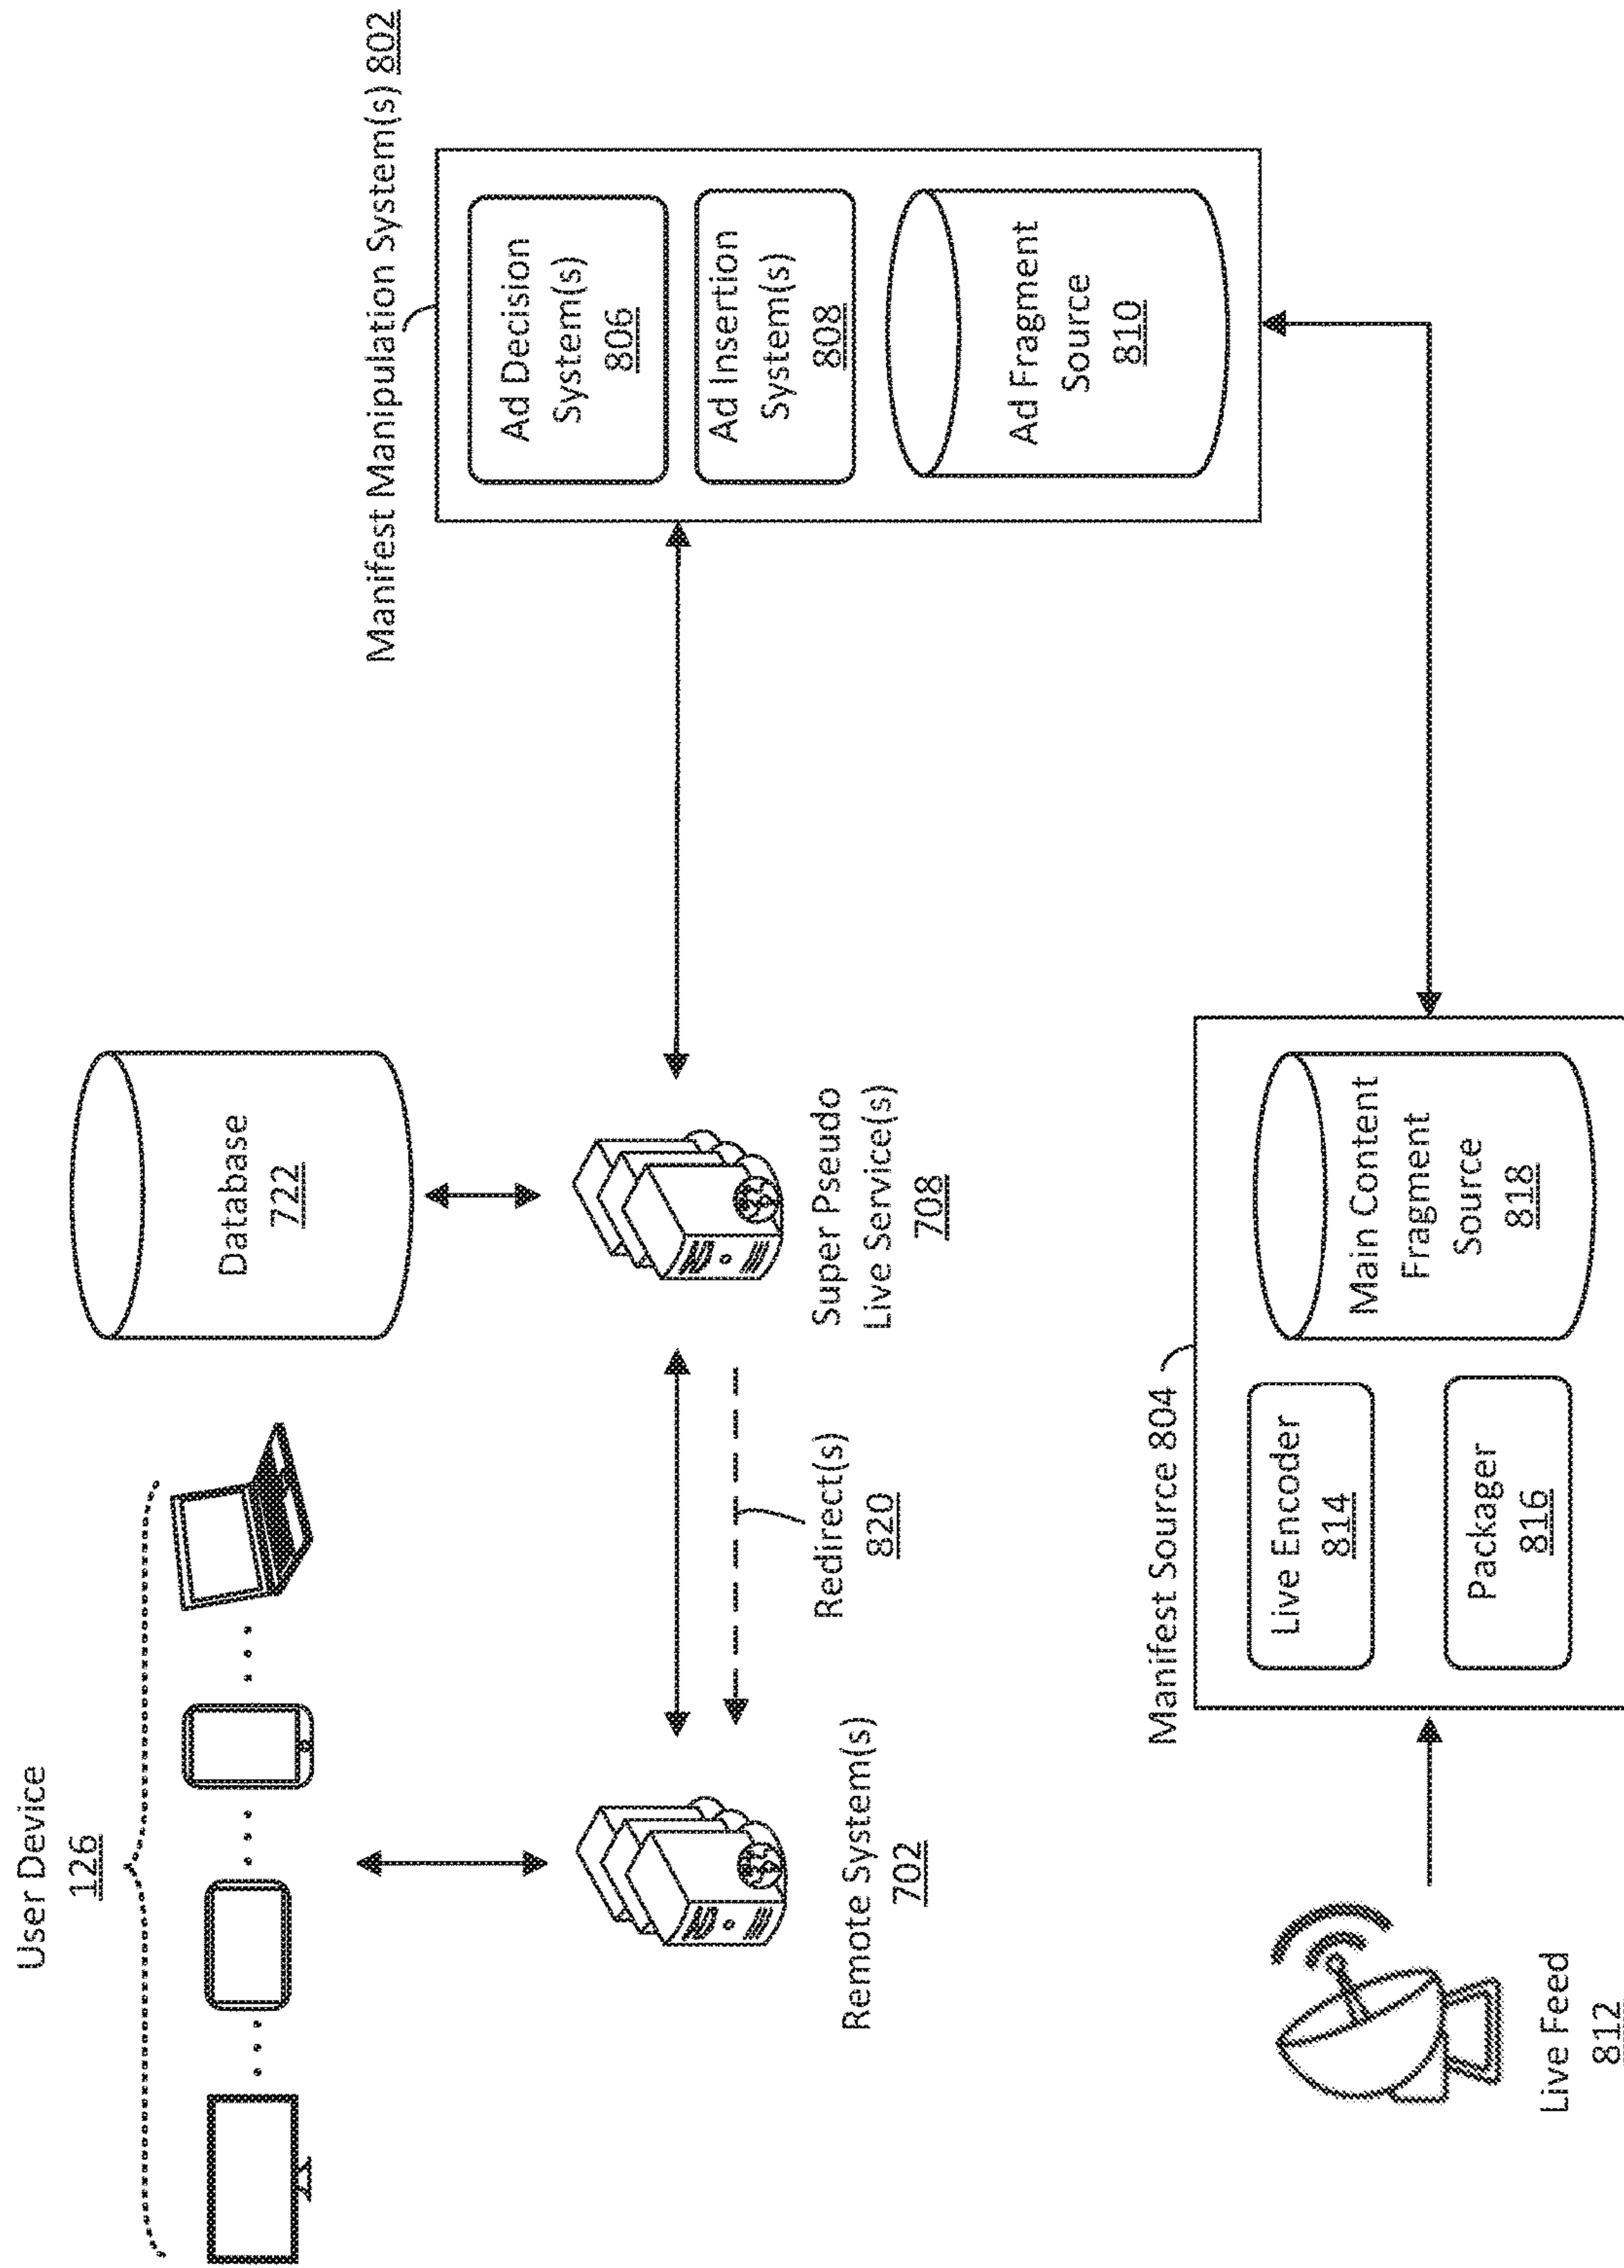 User Device
126
Database
722
Manifest Manipulation System(s) 802
Ad Decision
System(s)
806
Ad Insertion
System(s)
808
Ad Fragment
Source
810
Remote System(s)
702
Redirect(s)
820
Super Pseudo
Live Service(s)
708
Manifest Source 804
Live Encoder
814
Packager
816
Main Content
Fragment
Source
818
Live Feed
812